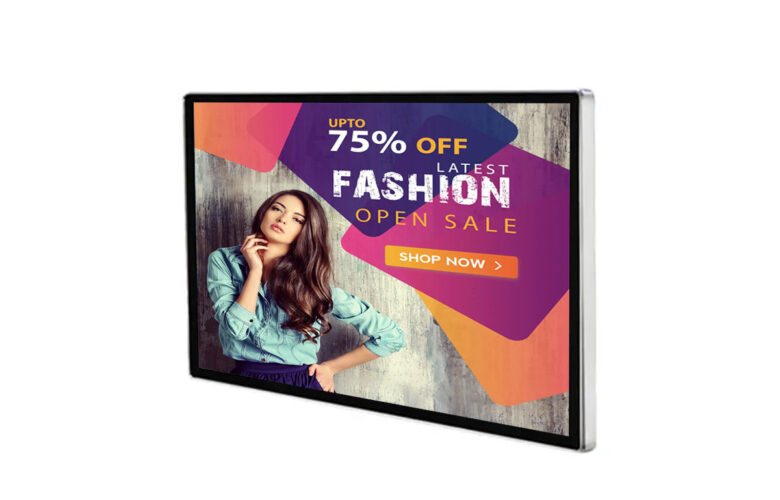 UPTO
75% OFF
LATEST
FASHION
OPEN SALE
SHOP NOW >